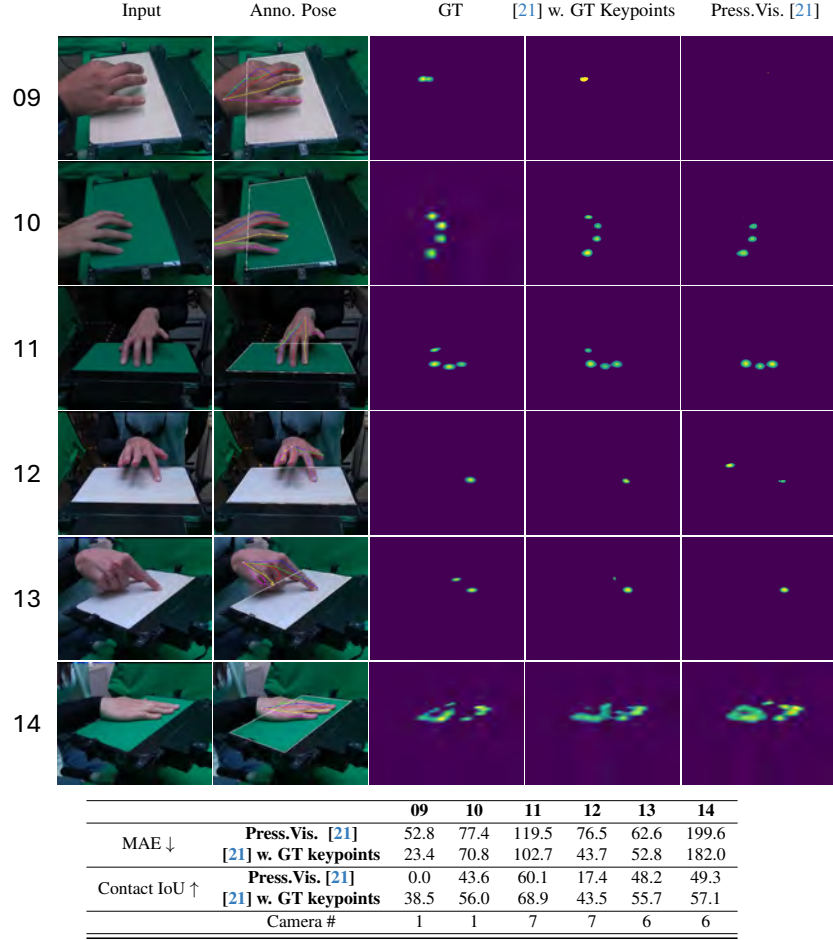 Input Anno. Pose GT [21] w. GT Keypoints Press.Vis. [21]
09
10
11
12
13
14
09 10 11 12 13 14
MAE ↓ Press.Vis. [21] 52.8 77.4 119.5 76.5 62.6 199.6
[21] w. GT keypoints 23.4 70.8 102.7 43.7 52.8 182.0
Contact IoU ↑ Press.Vis. [21] 0.0 43.6 60.1 17.4 48.2 49.3
[21] w. GT keypoints 38.5 56.0 68.9 43.5 55.7 57.1
Camera # 1 1 7 7 6 6